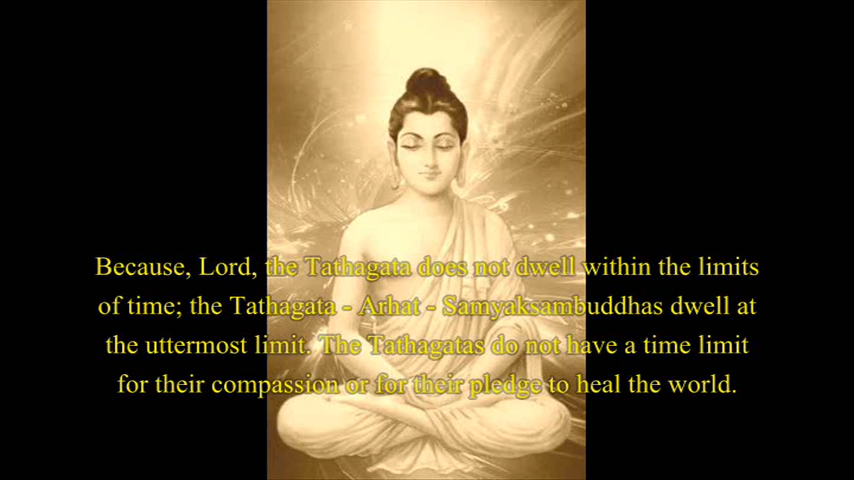 Because, Lord, the Tathagata does not dwell within the limits
of time; the Tathagata - Arhat - Samyaksambuddhas dwell at
the uttermost limit. The Tathagatas do not have a time limit
for their compassion or for their pledge to heal the world.